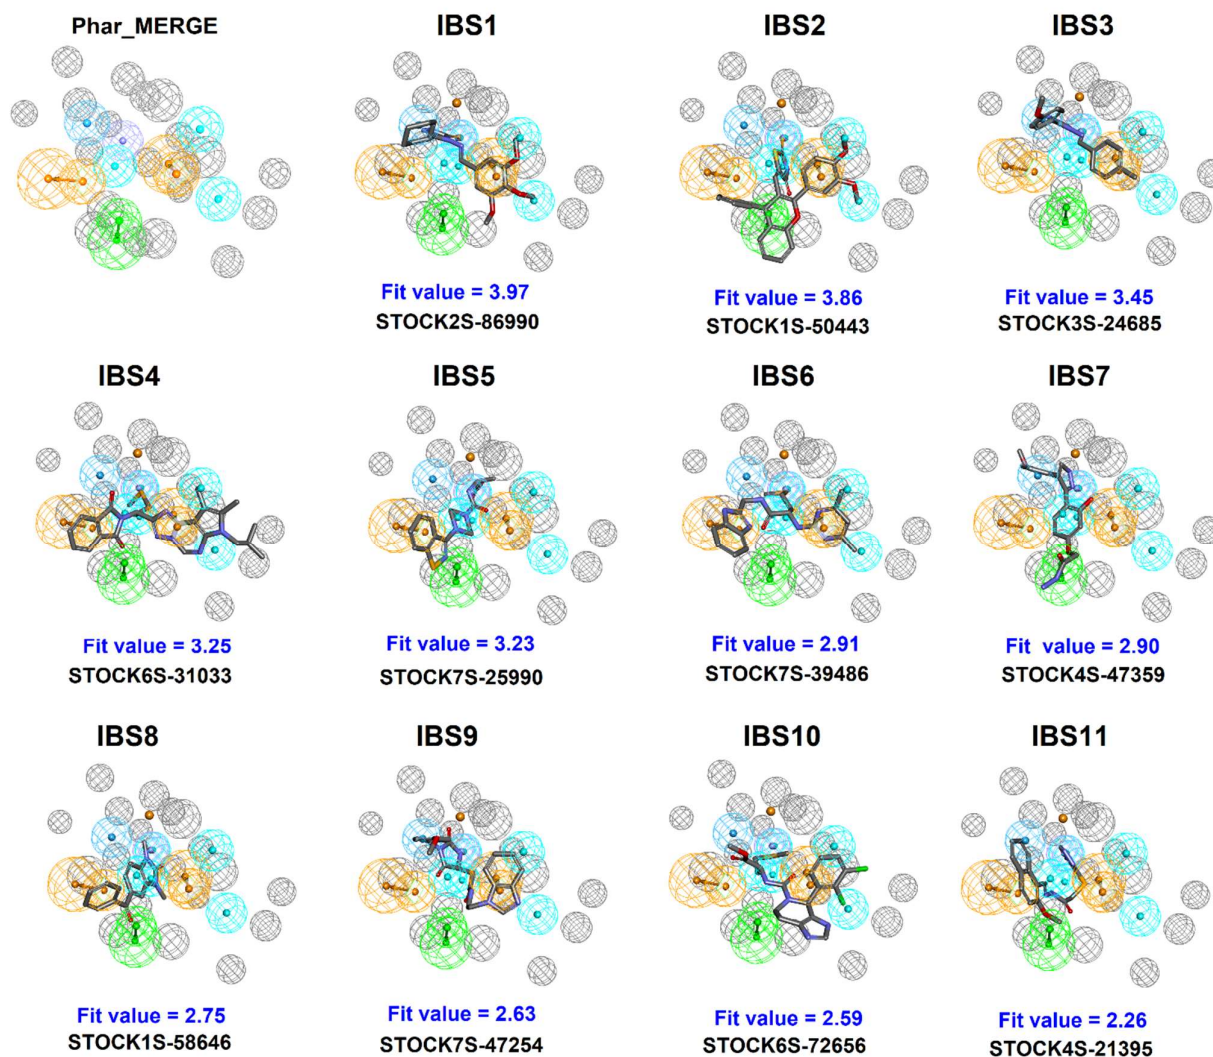 Phar_MERGE
IBS1
IBS2
IBS3
Fit value = 3.97
STOCK2S-86990
Fit value = 3.86
STOCK1S-50443
Fit value = 3.45
STOCK3S-24685
IBS4
IBS5
IBS6
IBS7
Fit value = 3.25
STOCK6S-31033
Fit value = 3.23
STOCK7S-25990
Fit value = 2.91
STOCK7S-39486
Fit value = 2.90
STOCK4S-47359
IBS8
IBS9
IBS10
IBS11
Fit value = 2.75
STOCK1S-58646
Fit value = 2.63
STOCK7S-47254
Fit value = 2.59
STOCK6S-72656
Fit value = 2.26
STOCK4S-21395